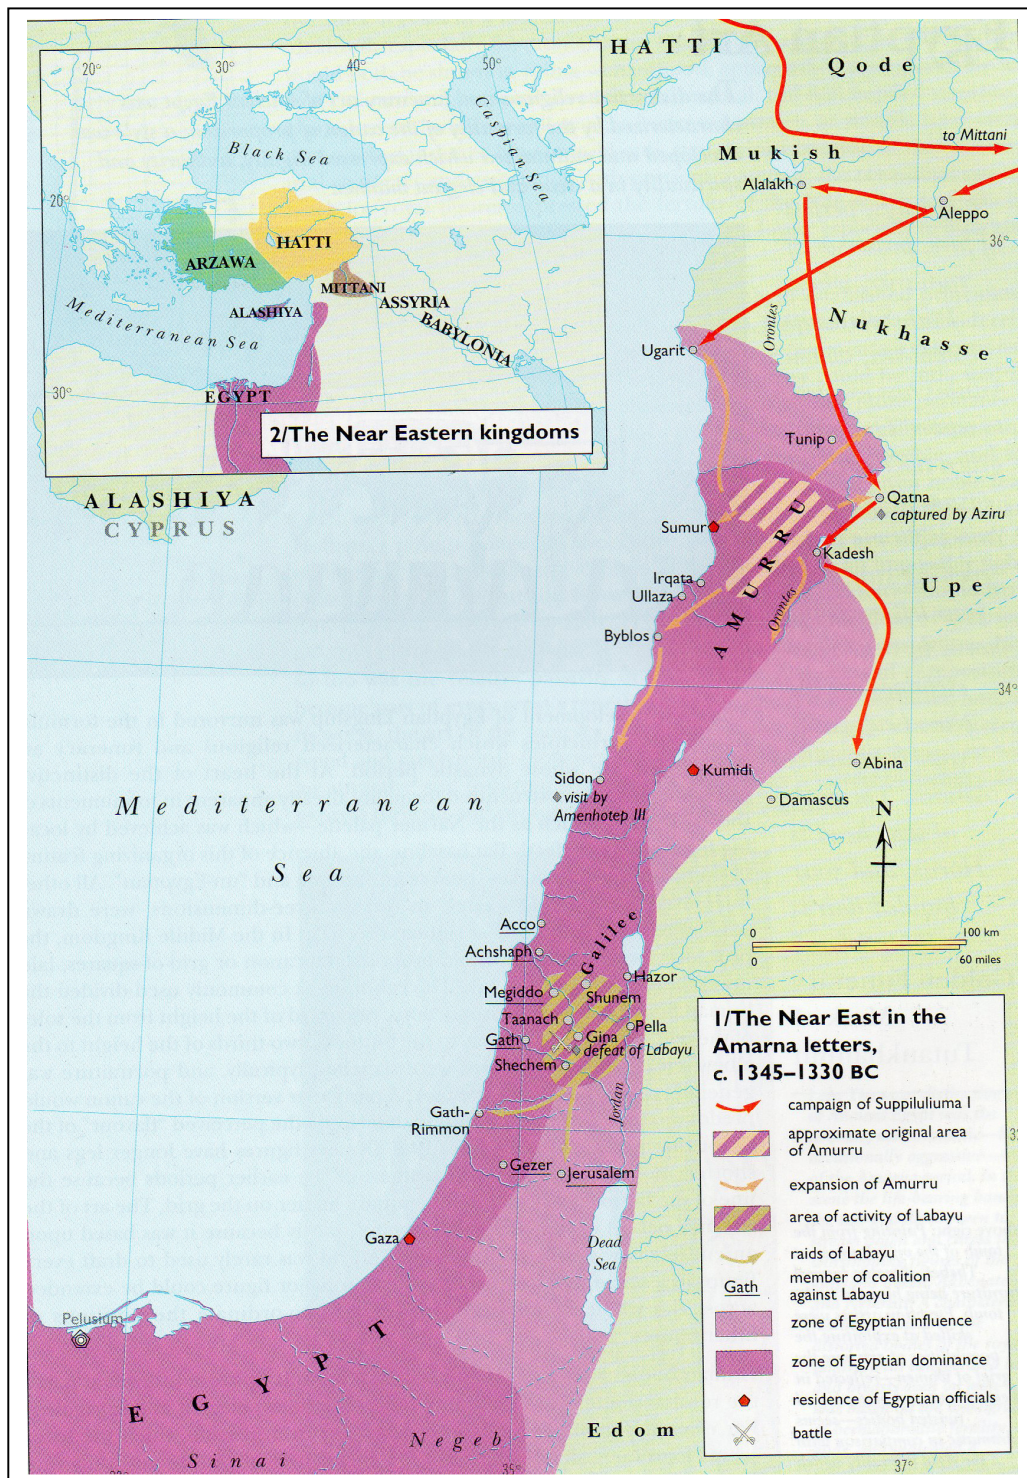 20°
30°
40°
50°
Black Sea
Caspian Sea
20°
HATTI
ARZAWA
MITTANI
ASSYRIA
ALASHIYA
BABYLONIA
Mediterranean Sea
30°
EGYPT
2/The Near Eastern kingdoms
HATTI
Qode
to Mittani
Mukish
Alalakh
Aleppo
36°
Orontes
Nukhasse
Ugarit
Tunip
ALASHIYA
CYPRUS
Qatna
captured by Aziru
Sumur
AMURRU
Kadesh
Irqata
Ullaza
Upe
Orontes
Byblos
34°
Abina
Kumidi
Sidon
visit by
Amenhotep III
Damascus
N
Mediterranean
Sea
0 100 km
0 60 miles
Acco
Galilee
Achshaph
Hazor
Megiddo
Shunem
Taanach
Pella
Gath
Gina
defeat of Labayu
Shechem
Jordan
Gath-
Rimmon
Gezer
Jerusalem
Gaza
Dead
Sea
Pelusium
EGYPT
Sinai
Negeb
Edom
35°
37°
1/The Near East in the
Amarna letters,
c. 1345–1330 BC
campaign of Suppiluliuma I
approximate original area
of Amurru
expansion of Amurru
area of activity of Labayu
raids of Labayu
Gath
member of coalition
against Labayu
zone of Egyptian influence
zone of Egyptian dominance
residence of Egyptian officials
battle